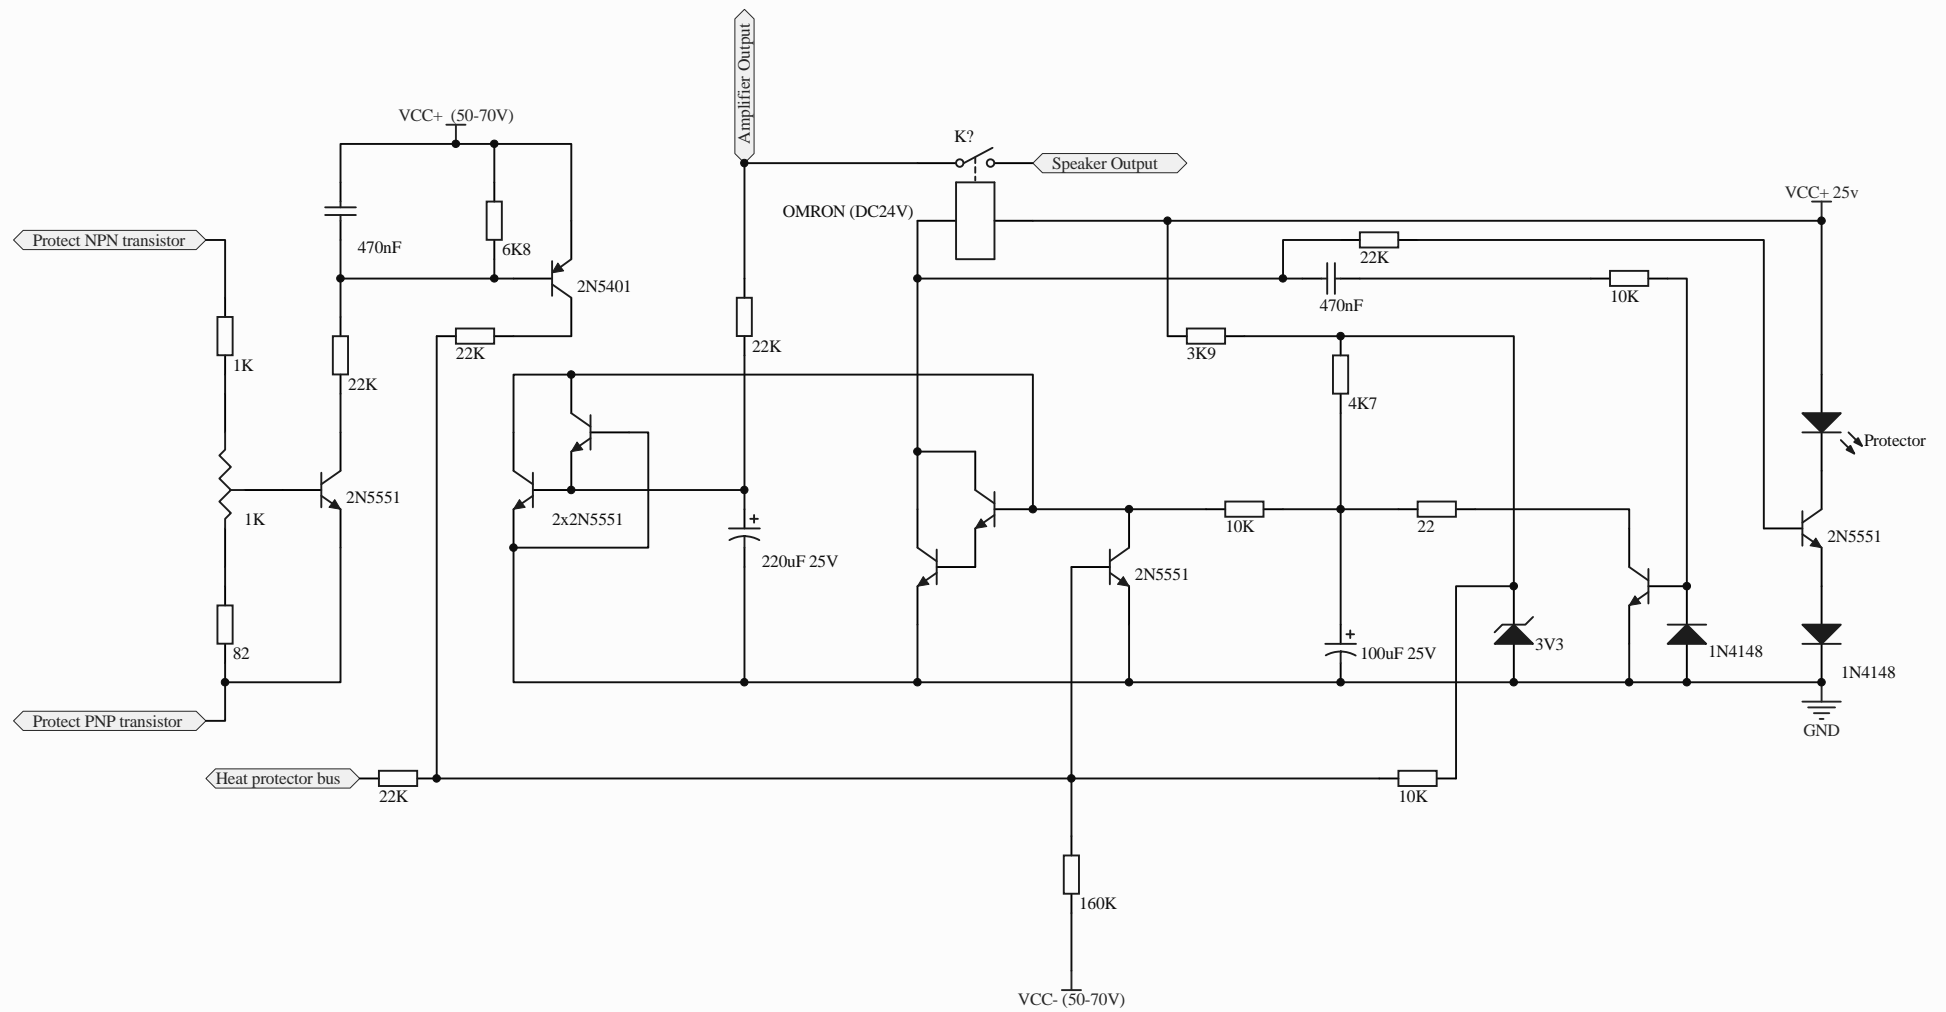 Amplifier Output
VCC+ (50-70V)
K?
Speaker Output
VCC+ 25v
OMRON (DC24V)
Protect NPN transistor
470nF
6K8
22K
2N5401
470nF
10K
22K
22K
3K9
1K
22K
4K7
Protector
2N5551
1K
2x2N5551
10K
22
2N5551
220uF 25V
2N5551
82
100uF 25V
3V3
1N4148
1N4148
Protect PNP transistor
GND
Heat protector bus
22K
10K
160K
VCC- (50-70V)